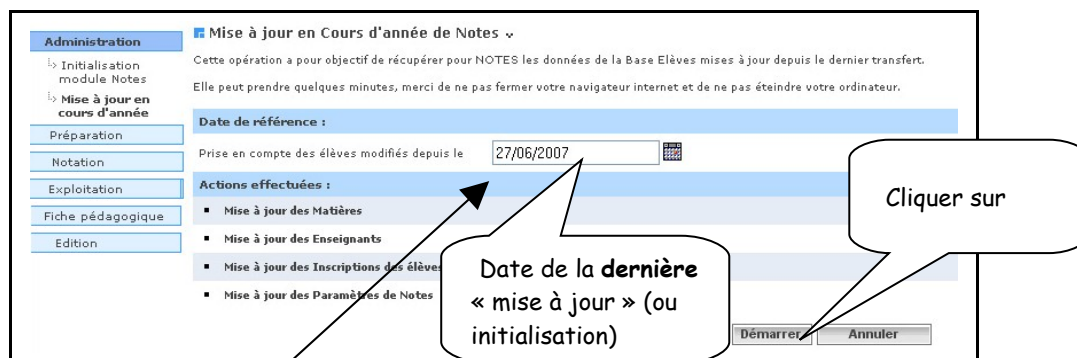 Administration
Initialisation
module Notes
Mise à jour en
cours d'année
Préparation
Notation
Exploitation
Fiche pédagogique
Edition
Mise à jour en Cours d'année de Notes
Cette opération a pour objectif de récupérer pour NOTES les données de la Base Elèves mises à jour depuis le dernier transfert.
Elle peut prendre quelques minutes, merci de ne pas fermer votre navigateur internet et de ne pas éteindre votre ordinateur.
Date de référence :
Prise en compte des élèves modifiés depuis le 27/06/2007
Actions effectuées :
Mise à jour des Matières
Mise à jour des Enseignants
Mise à jour des Inscriptions des élèves
Mise à jour des Paramètres de Notes
Date de la dernière
« mise à jour » (ou
initialisation)
Cliquer sur
Démarrer Annuler